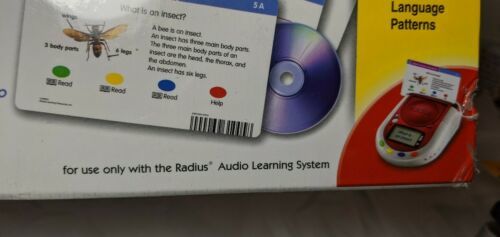 5 A
What is an Insect?
wings
A bee is an insect.
An insect has three main body parts.
The three main body parts of an
insect are the head, the thorax, and
the abdomen.
An insect has six legs.
3 body parts
6 legs
Read
Read
Read
Help
Language
Patterns
for use only with the Radius® Audio Learning System